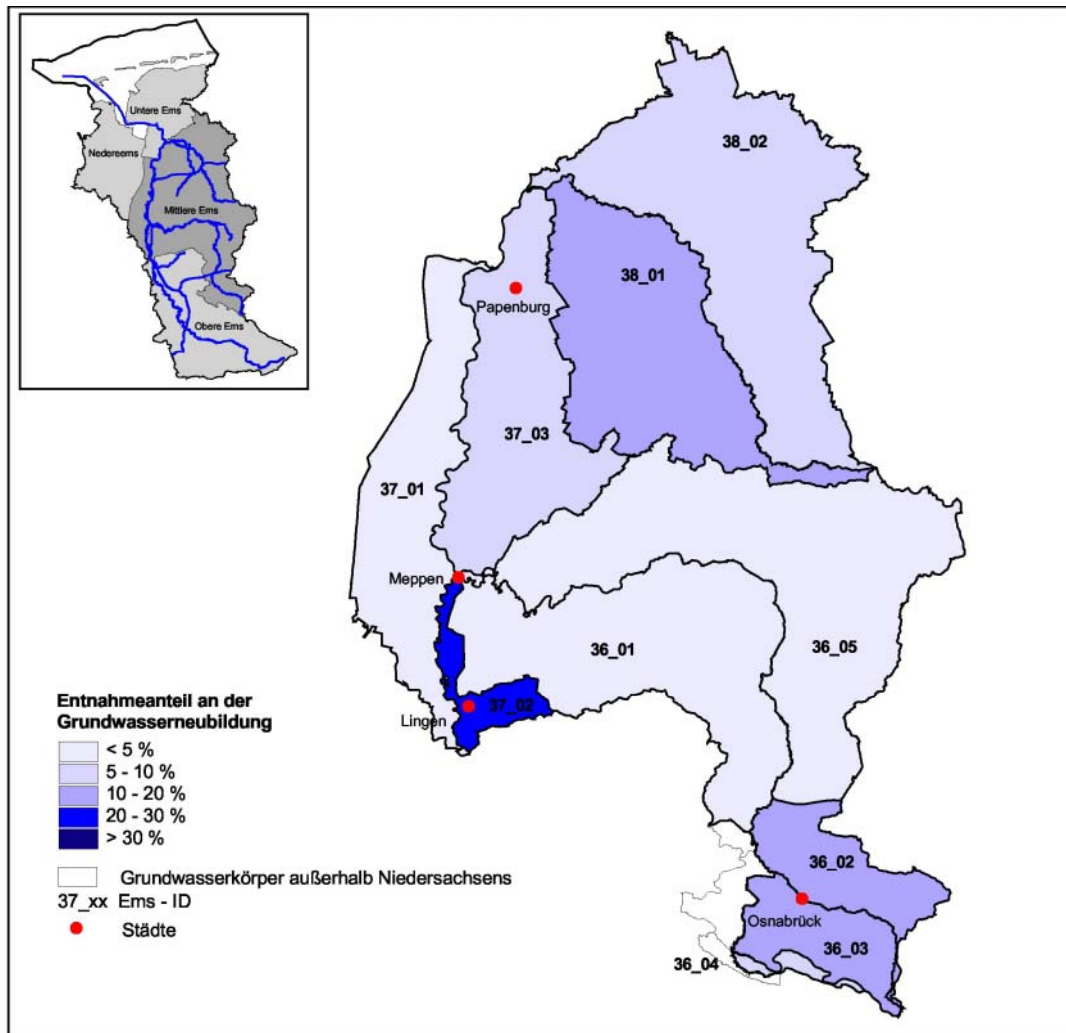 Untere Ems
Nedereems
Mittlere Ems
Obere Ems
38_02
38_01
Papenburg
37_03
37_01
Meppen
36_01
36_05
37_02
Lingen
36_02
Osnabrück
36_03
36_04
Entnahmeanteil an der
Grundwasserneubildung
< 5 %
5 - 10 %
10 - 20 %
20 - 30 %
> 30 %
Grundwasserkörper außerhalb Niedersachsens
37_xx Ems - ID
Städte